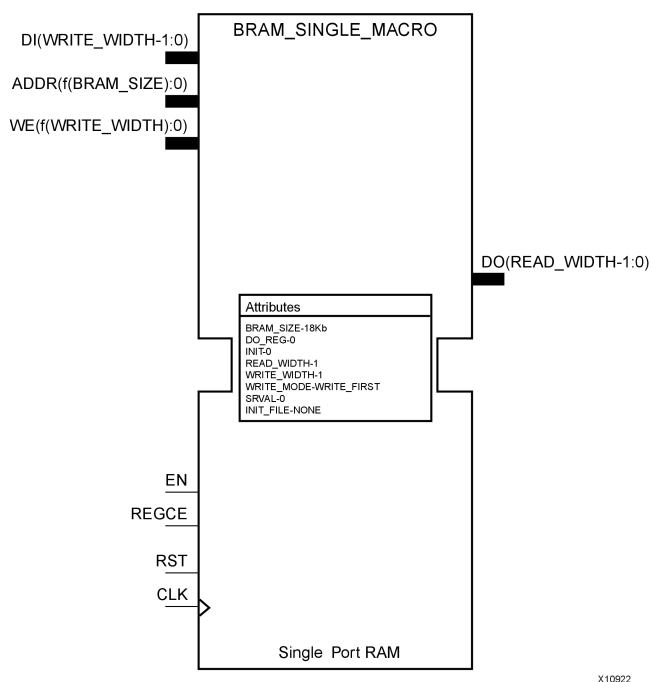 BRAM_SINGLE_MACRO
DI(WRITE_WIDTH-1:0)
ADDR(f(BRAM_SIZE):0)
WE(f(WRITE_WIDTH):0)
DO(READ_WIDTH-1:0)
Attributes
BRAM_SIZE-18Kb
DO_REG-0
INIT-0
READ_WIDTH-1
WRITE_WIDTH-1
WRITE_MODE-WRITE_FIRST
SRVAL-0
INIT_FILE-NONE
EN
REGCE
RST
CLK
Single Port RAM
X10922